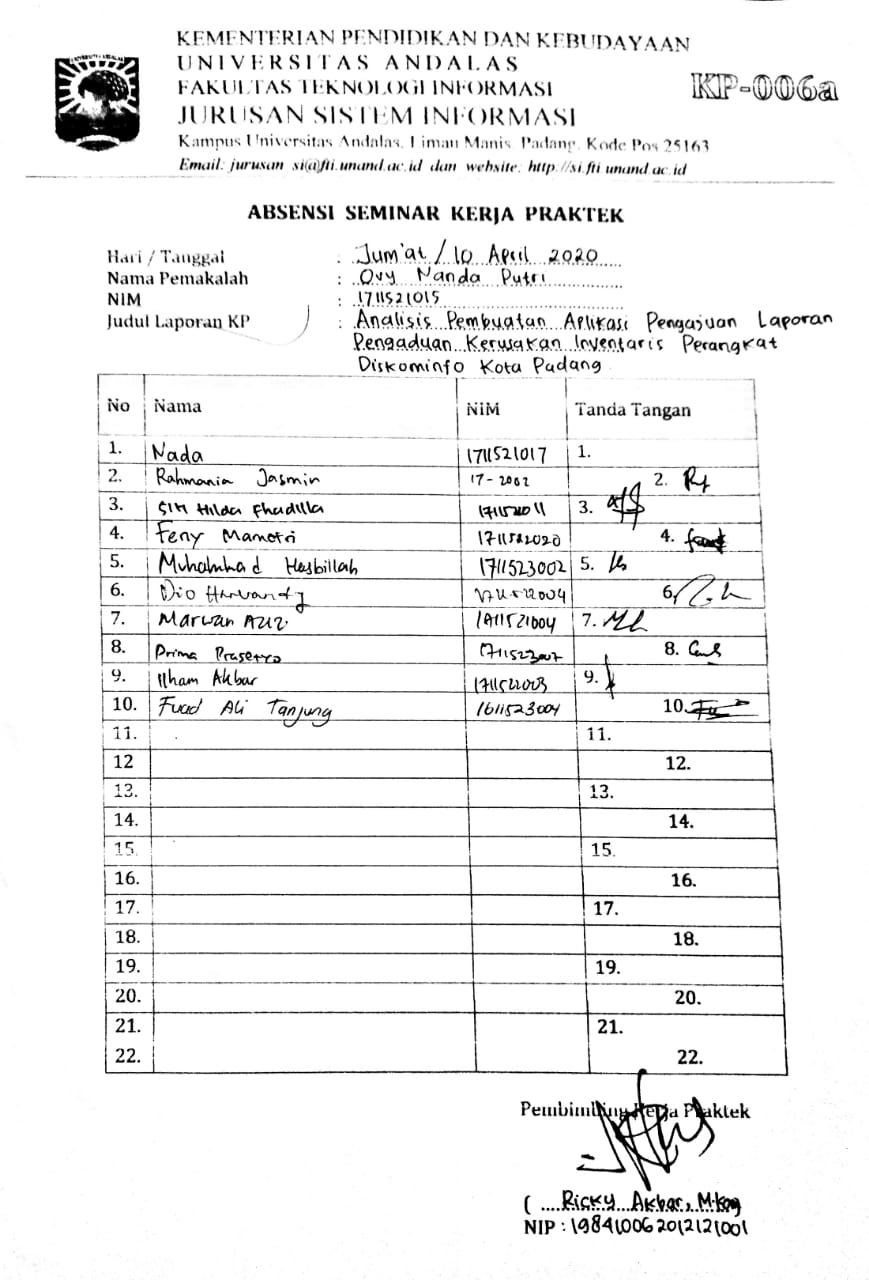 KEMENTERIAN PENDIDIKAN DAN KEBUDAYAAN
UNIVERSITAS ANDALAS
FAKULTAS TEKNOLOGI INFORMASI
KP-006a
JURUSAN SISTEM INFORMASI
Kampus Universitas Andalas, Limau Manis, Padang, Kode Pos 25163
Email: jurusan_si@fti.unand.ac.id dan website: http://si.fti.unand.ac.id
ABSENSI SEMINAR KERJA PRAKTEK
Hari / Tanggal : Jum'at / 10 April 2020
Nama Pemakalah : Ovy Nanda Putri
NIM : 1711521015
Judul Laporan KP : Analisis Pembuatan Aplikasi Pengajuan Laporan
Pengaduan Kerusakan Inventaris Perangkat
Diskominfo Kota Padang
No Nama NiM Tanda Tangan
1. Nada 1711521017 1.
2. Rahmania Jasmin 17-2002 2.
3. Siti Hilda Fhadilla 3.
4. Feny 1711522020 4.
5. Muhammad Hasbillah 1711523002 5.
6. Dio 6.
7. Marwan Aziz 1711521004 7.
8. Prima Prasetyo 1711523007 8.
9. Ilham Akbar 1711522003 9.
10. Fuad Ali Tanjung 1611523004 10.
11. 11.
12 12.
13. 13.
14. 14.
15. 15.
16. 16.
17. 17.
18. 18.
19. 19.
20. 20.
21. 21.
22. 22.
Pembimbing Kerja Praktek
( Ricky Akbar, M.Kom
NIP : 198410062012121001